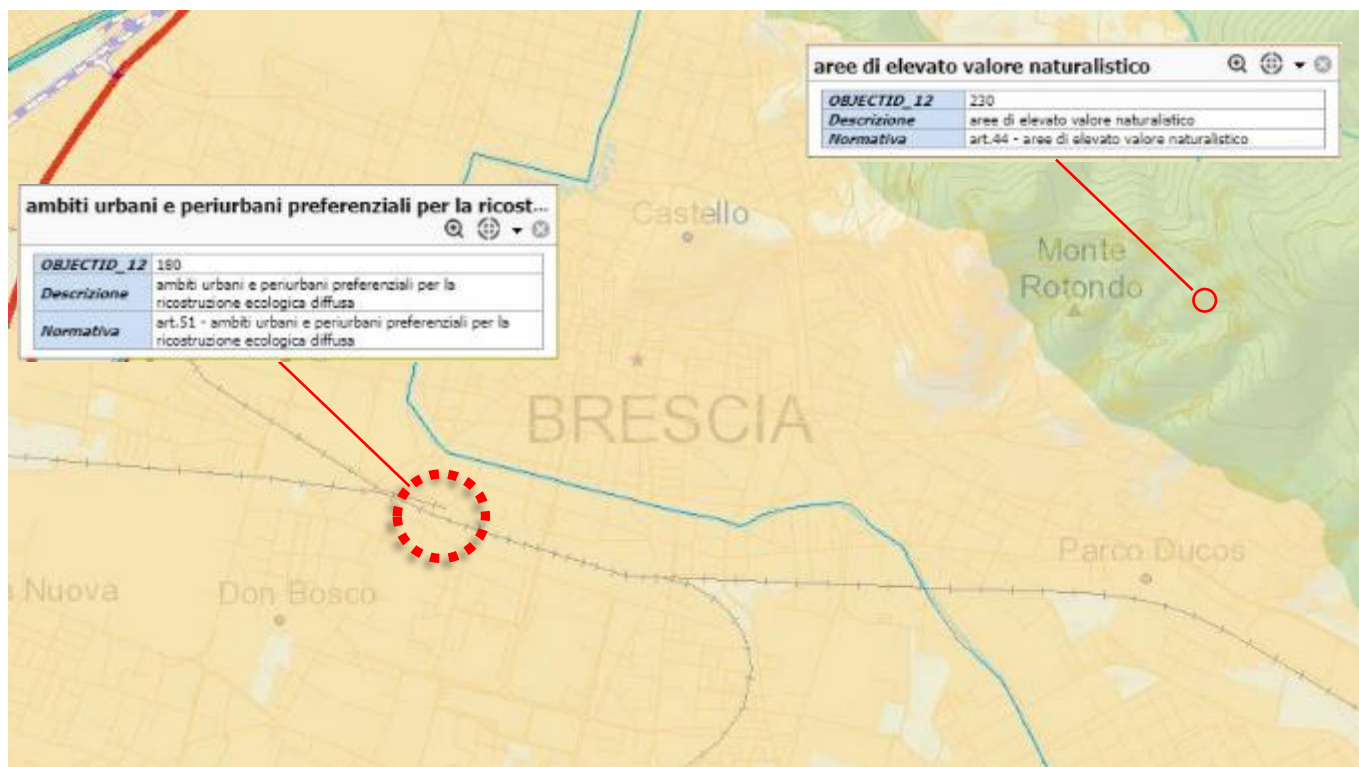 aree di elevato valore naturalistico
OBJECTID_12 230
Descrizione aree di elevato valore naturalistico
Normativa art.44 - aree di elevato valore naturalistico
ambiti urbani e periurbani preferenziali per la ricost...
OBJECTID_12 180
Descrizione ambiti urbani e periurbani preferenziali per la
ricostruzione ecologica diffusa
Normativa art.51 - ambiti urbani e periurbani preferenziali per la
ricostruzione ecologica diffusa
Castello
Monte
Rotondo
BRESCIA
Parco Ducos
Nuova
Don Bosco